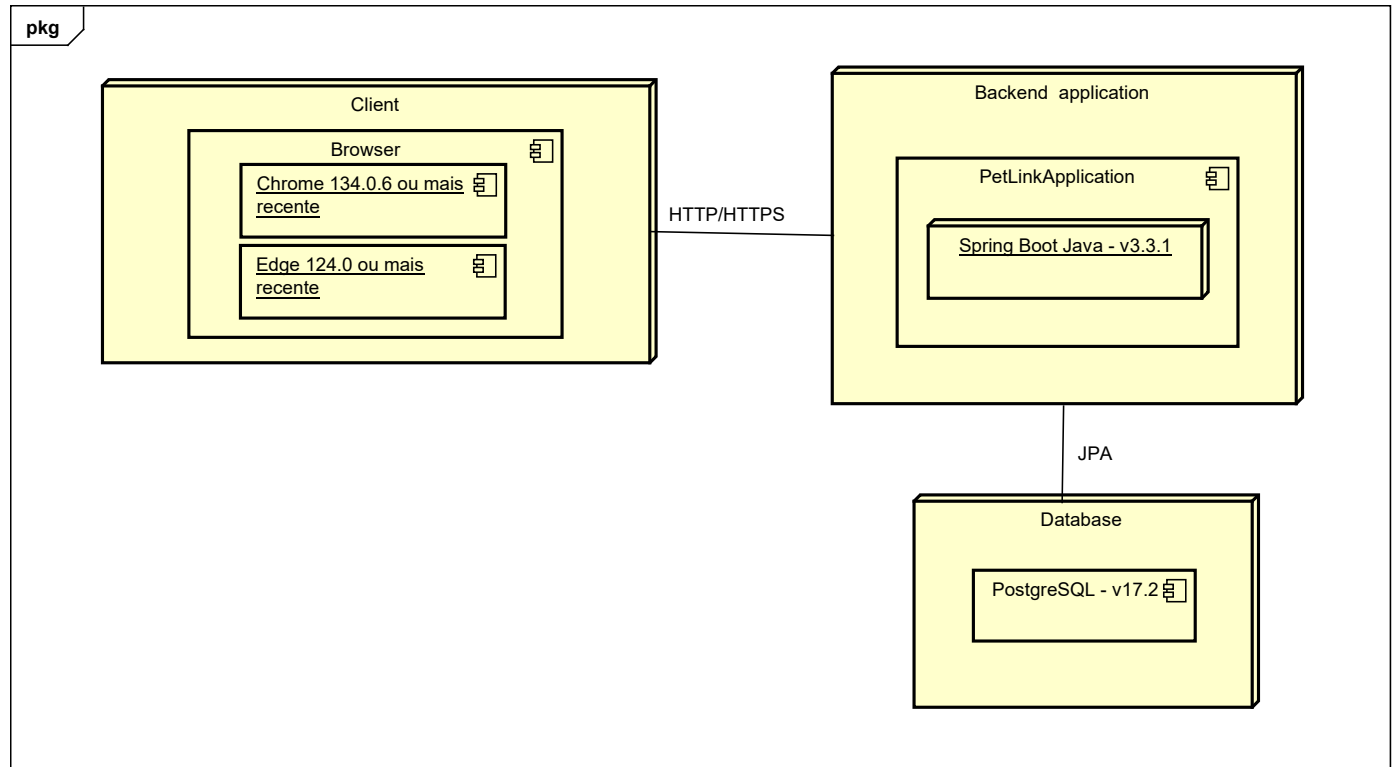 pkg
Client
Browser
Chrome 134.0.6 ou mais
recente
Edge 124.0 ou mais
recente
HTTP/HTTPS
Backend application
PetLinkApplication
Spring Boot Java - v3.3.1
JPA
Database
PostgreSQL - v17.2